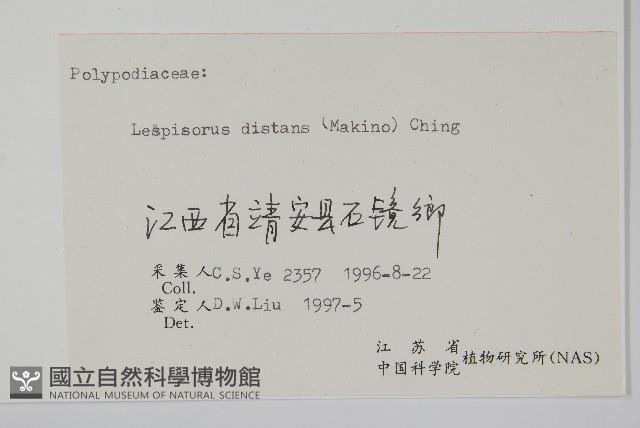 Polypodiaceae:
Lespisorus distans (Makino) Ching
江西省靖安县石镜鄉
采集人C.S.Ye 2357 1996-8-22
Coll.
鉴定人D.W.Liu 1997-5
Det.
江苏省
中国科学院植物研究所(NAS)
國立自然科學博物館
NATIONAL MUSEUM OF NATURAL SCIENCE